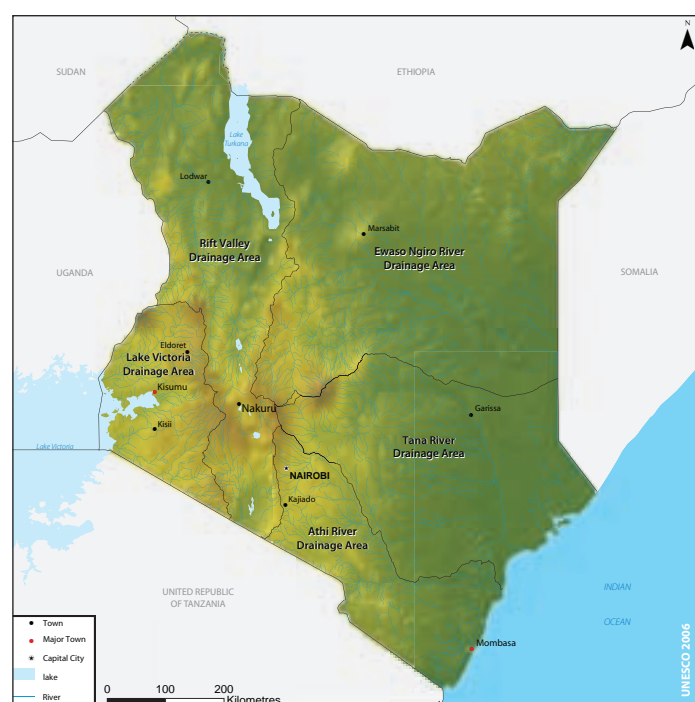 N
SUDAN
ETHIOPIA
Lake
Turkana
Lodwar
Marsabit
Rift Valley
Drainage Area
Ewaso Ngiro River
Drainage Area
UGANDA
SOMALIA
Eldoret
Lake Victoria
Drainage Area
Kisumu
Nakuru
Garissa
Kisii
Tana River
Drainage Area
Lake Victoria
NAIROBI
Kajiado
Athi River
Drainage Area
UNITED REPUBLIC
OF TANZANIA
INDIAN
OCEAN
Mombasa
Town
Major Town
Capital City
lake
River
0 100 200
Kilometres
UNESCO 2006